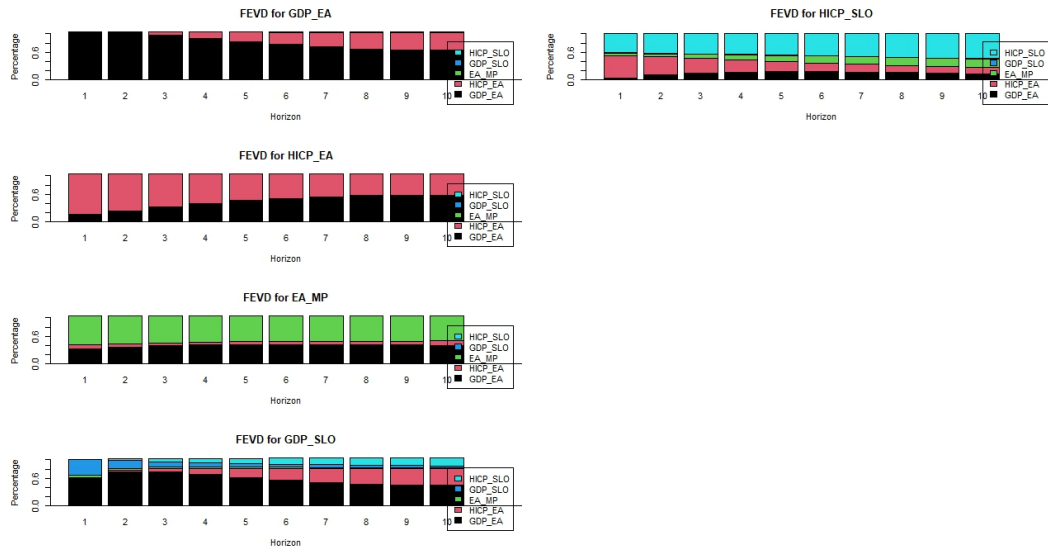 FEVD for GDP_EA
Percentage
0.0 0.6
1 2 3 4 5 6 7 8 9 10
Horizon
HICP_SLO
GDP_SLO
EA_MP
HICP_EA
GDP_EA
FEVD for HICP_EA
Percentage
0.0 0.6
1 2 3 4 5 6 7 8 9 10
Horizon
HICP_SLO
GDP_SLO
EA_MP
HICP_EA
GDP_EA
FEVD for EA_MP
Percentage
0.0 0.6
1 2 3 4 5 6 7 8 9 10
Horizon
HICP_SLO
GDP_SLO
EA_MP
HICP_EA
GDP_EA
FEVD for GDP_SLO
Percentage
0.0 0.6
1 2 3 4 5 6 7 8 9 10
Horizon
HICP_SLO
GDP_SLO
EA_MP
HICP_EA
GDP_EA
FEVD for HICP_SLO
Percentage
0.0 0.6
1 2 3 4 5 6 7 8 9 10
Horizon
HICP_SLO
GDP_SLO
EA_MP
HICP_EA
GDP_EA